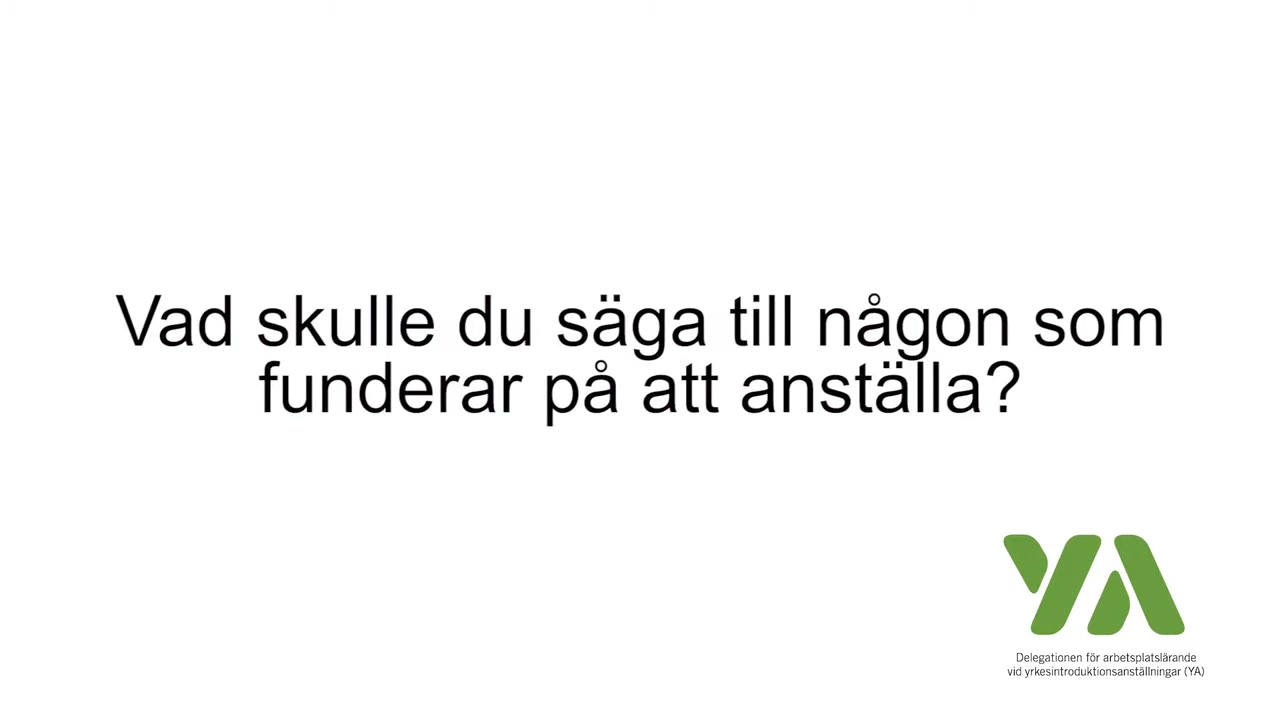 Vad skulle du säga till någon som
funderar på att anställa?
YA
Delegationen för arbetsplatslärande
vid yrkesintroduktionsanställningar (YA)